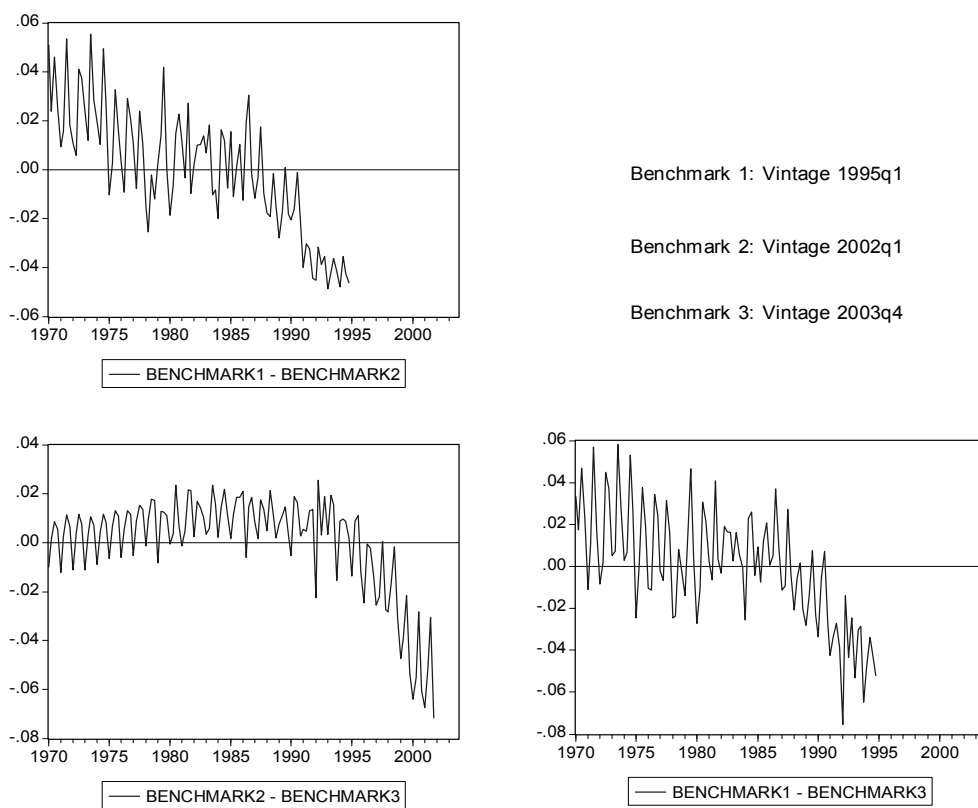 .06
.04
.02
.00
-.02
-.04
-.06
1970 1975 1980 1985 1990 1995 2000
BENCHMARK1 - BENCHMARK2
Benchmark 1: Vintage 1995q1
Benchmark 2: Vintage 2002q1
Benchmark 3: Vintage 2003q4
.04
.02
.00
-.02
-.04
-.06
-.08
1970 1975 1980 1985 1990 1995 2000
BENCHMARK2 - BENCHMARK3
.06
.04
.02
.00
-.02
-.04
-.06
-.08
1970 1975 1980 1985 1990 1995 2000
BENCHMARK1 - BENCHMARK3